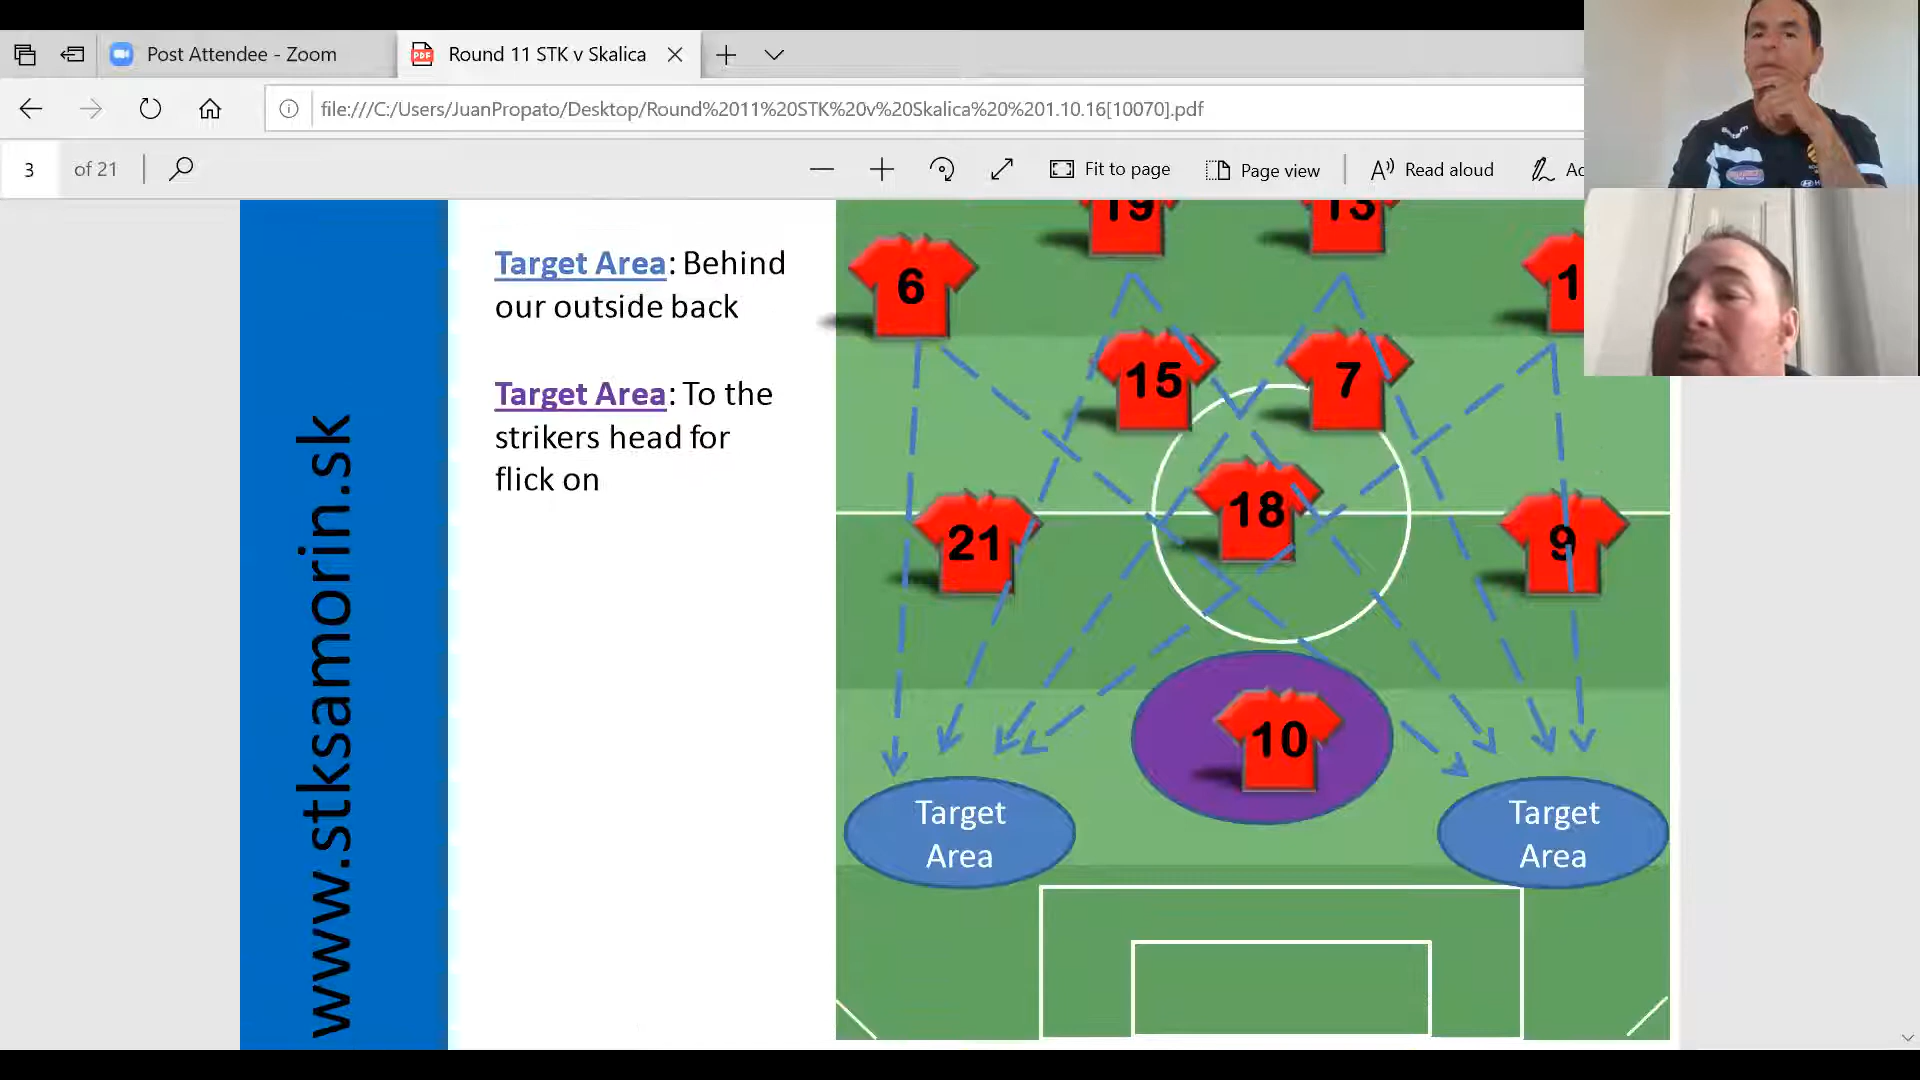 Post Attendee - Zoom
Round 11 STK v Skalica
file:///C:/Users/JuanPropato/Desktop/Round%2011%20STK%20v%20Skalica%20%201.10.16[10070].pdf
3 of 21
Fit to page
Page view
Read aloud
www.stksamorin.sk
Target Area: Behind
our outside back
Target Area: To the
strikers head for
flick on
19
13
6
15
7
21
18
9
10
Target
Area
Target
Area